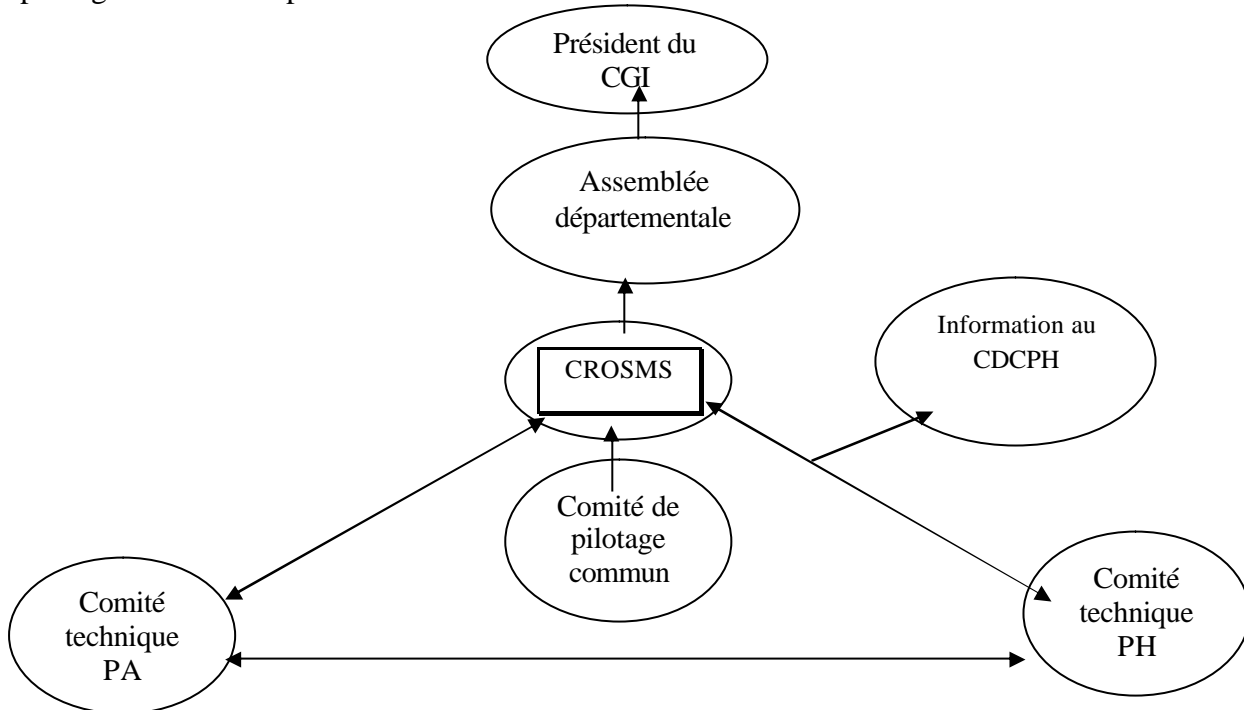 Président du
CGI
Assemblée
départementale
Information au
CDCPH
CROSMS
Comité de
pilotage
commun
Comité
technique
PA
Comité
technique
PH